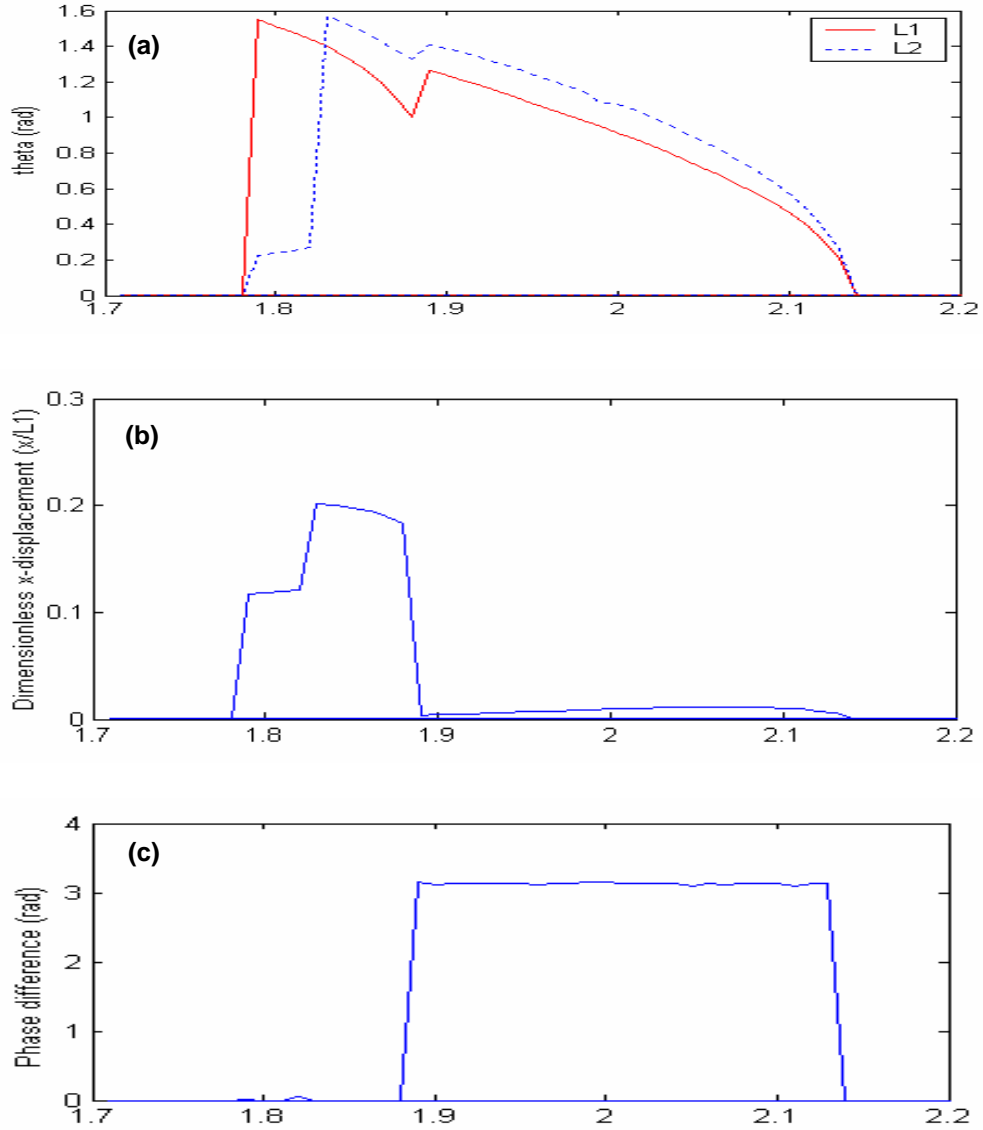 1.6
(a)
L1
L2
1.4
1.2
1
0.8
0.6
0.4
0.2
0
theta (rad)
1.7 1.8 1.9 2 2.1 2.2
0.3
(b)
0.2
0.1
0
Dimensionless x-displacement (x/L1)
1.7 1.8 1.9 2 2.1 2.2
4
(c)
3
2
1
0
Phase difference (rad)
1.7 1.8 1.9 2 2.1 2.2